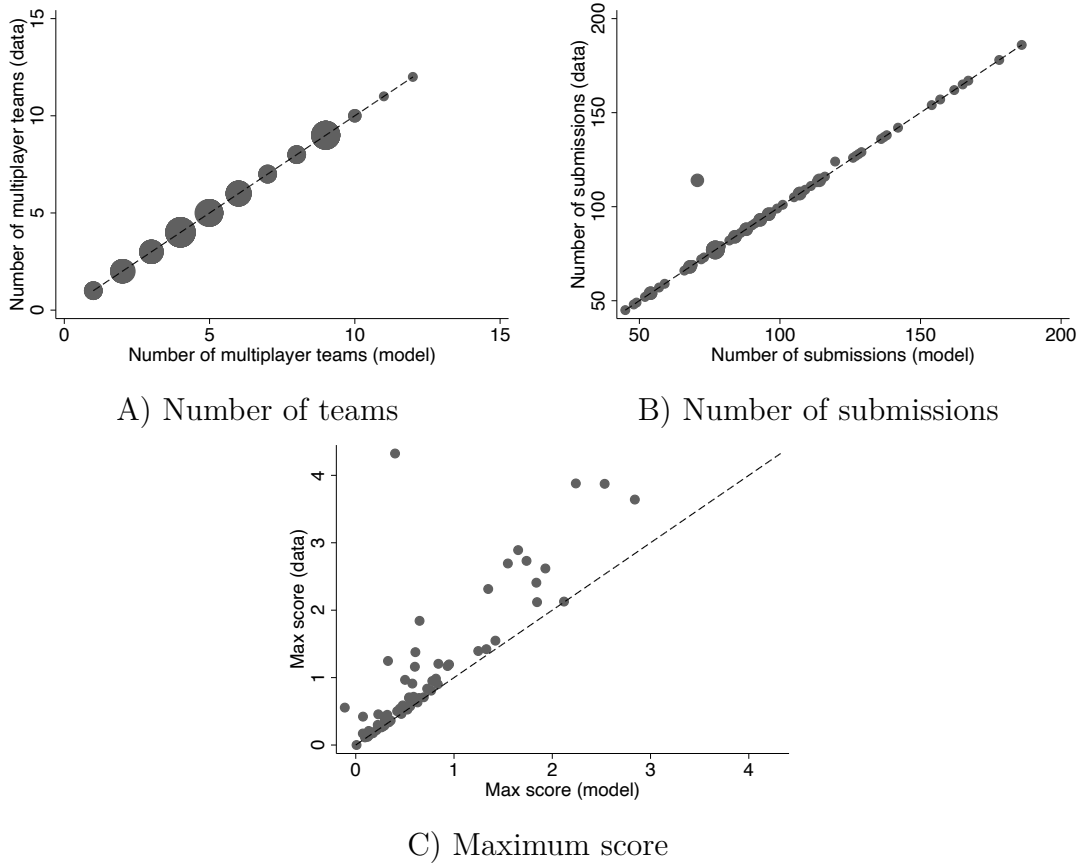 Number of multiplayer teams (data)
15
10
5
0
0 5 10 15
Number of multiplayer teams (model)
A) Number of teams
Number of submissions (data)
200
150
100
50
50 100 150 200
Number of submissions (model)
B) Number of submissions
Max score (data)
4
3
2
1
0
0 1 2 3 4
Max score (model)
C) Maximum score